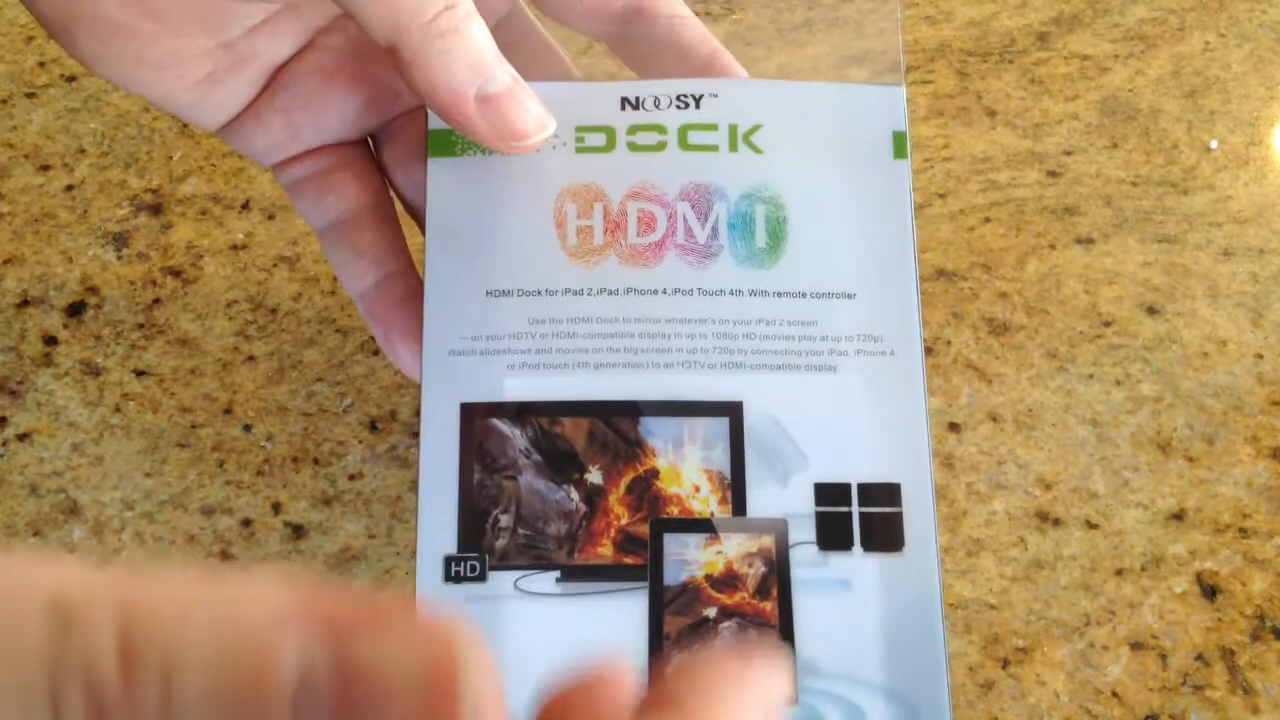 NOOSY™
DOCK
HDMI
HDMI Dock for iPad 2,iPad,iPhone 4,iPod Touch 4th.With remote controller
Use the HDMI Dock to mirror whatever's on your iPad 2 screen
— on your HDTV or HDMI-compatible display in up to 1080p HD (movies play at up to 720p).
Watch slideshows and movies on the big screen in up to 720p by connecting your iPad, iPhone 4,
or iPod touch (4th generation) to an HDTV or HDMI-compatible display.
HD